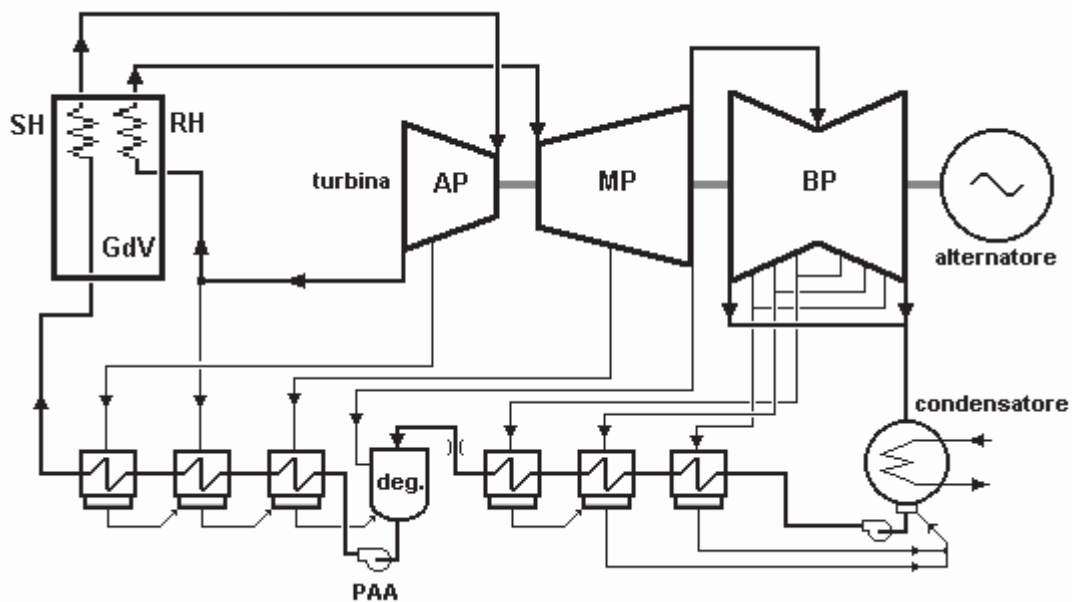 SH
RH
GdV
turbina
AP
MP
BP
alternatore
condensatore
deg.
PAA